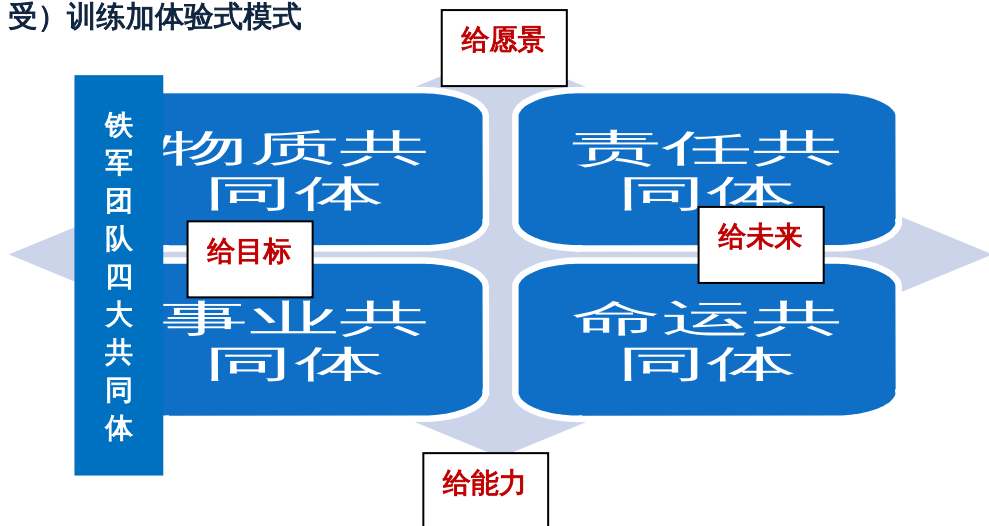 受）训练加体验式模式
给愿景
铁
军
团
队
四
大
共
同
体
物质共
同体
责任共
同体
给目标
给未来
事业共
同体
命运共
同体
给能力